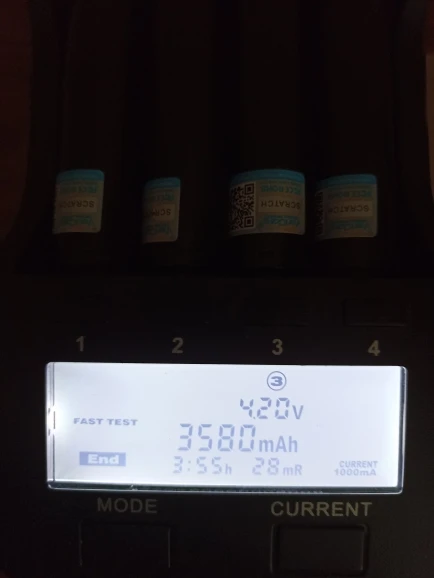 SCRATCH
SCRATCH
SCRATCH
1 2 3 4
3
4.20v
FAST TEST
3580mAh
End
3:55h 28mR
CURRENT
1000mA
MODE
CURRENT